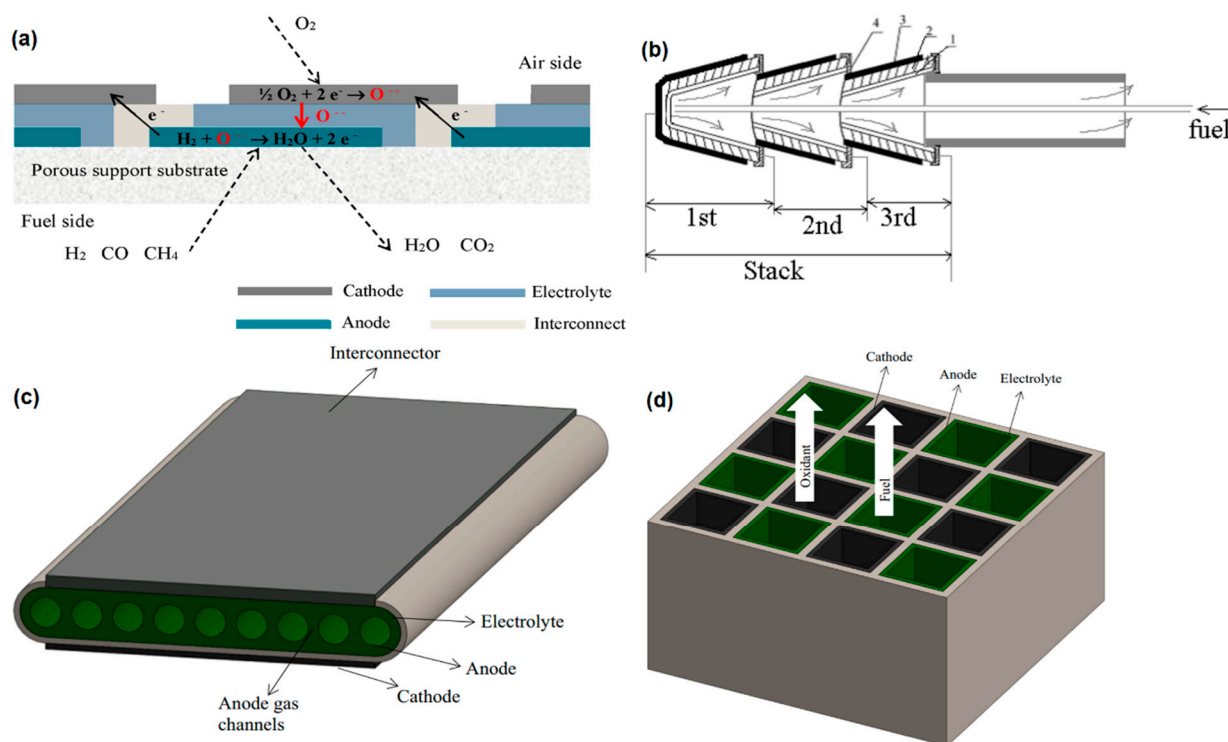 (a)
O₂
Air side
½ O₂ + 2 e⁻ → O⁻⁻
e⁻
O⁻⁻
e⁻
H₂ + O⁻⁻ → H₂O + 2 e⁻
Porous support substrate
Fuel side
H₂ CO CH₄
H₂O CO₂
Cathode
Electrolyte
Anode
Interconnect
(b)
4
3
2
1
fuel
1st
2nd
3rd
Stack
(c)
Interconnector
Electrolyte
Anode
Cathode
Anode gas
channels
(d)
Cathode
Anode
Electrolyte
Oxidant
Fuel